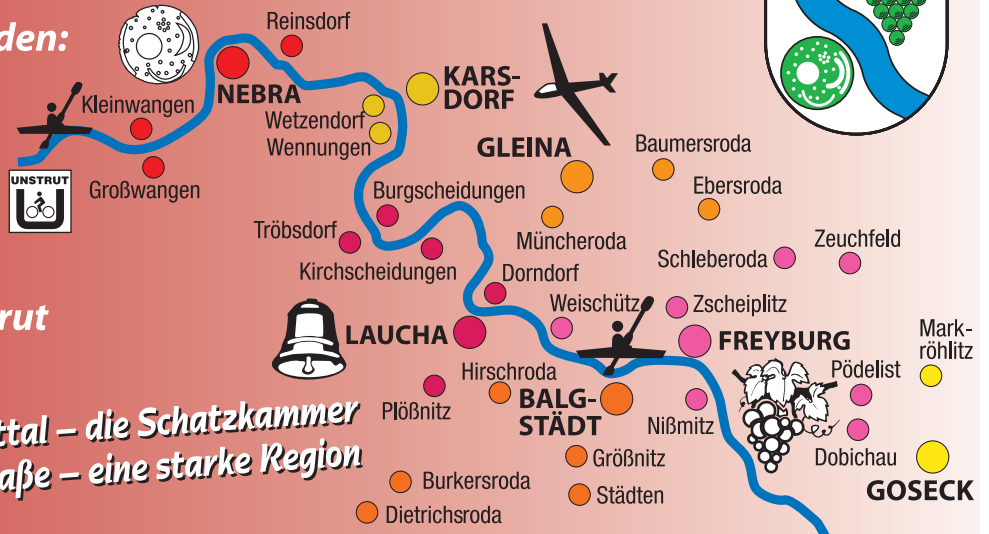 den:
Reinsdorf
Kleinwangen
NEBRA
KARS-
DORF
Wetzendorf
Wennungen
GLEINA
Baumersroda
Ebersroda
UNSTRUT
Großwangen
Burgscheidungen
Müncheroda
Tröbsdorf
Kirchscheidungen
Schleberoda
Zeuchfeld
Dorndorf
Weischütz
Zscheiplitz
rut
LAUCHA
FREYBURG
Mark-
röhlitz
Hirschroda
Pödelist
Plößnitz
BALG-
STÄDT
Nißmitz
ttal – die Schatzkammer
aße – eine starke Region
Größnitz
Dobichau
GOSECK
Burkersroda
Städten
Dietrichsroda